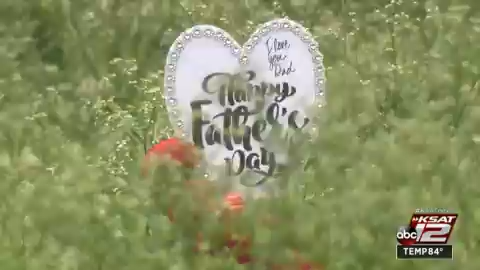 I love
you
Dad
Happy
Father's
Day
KSAT
abc 12
TEMP 84°